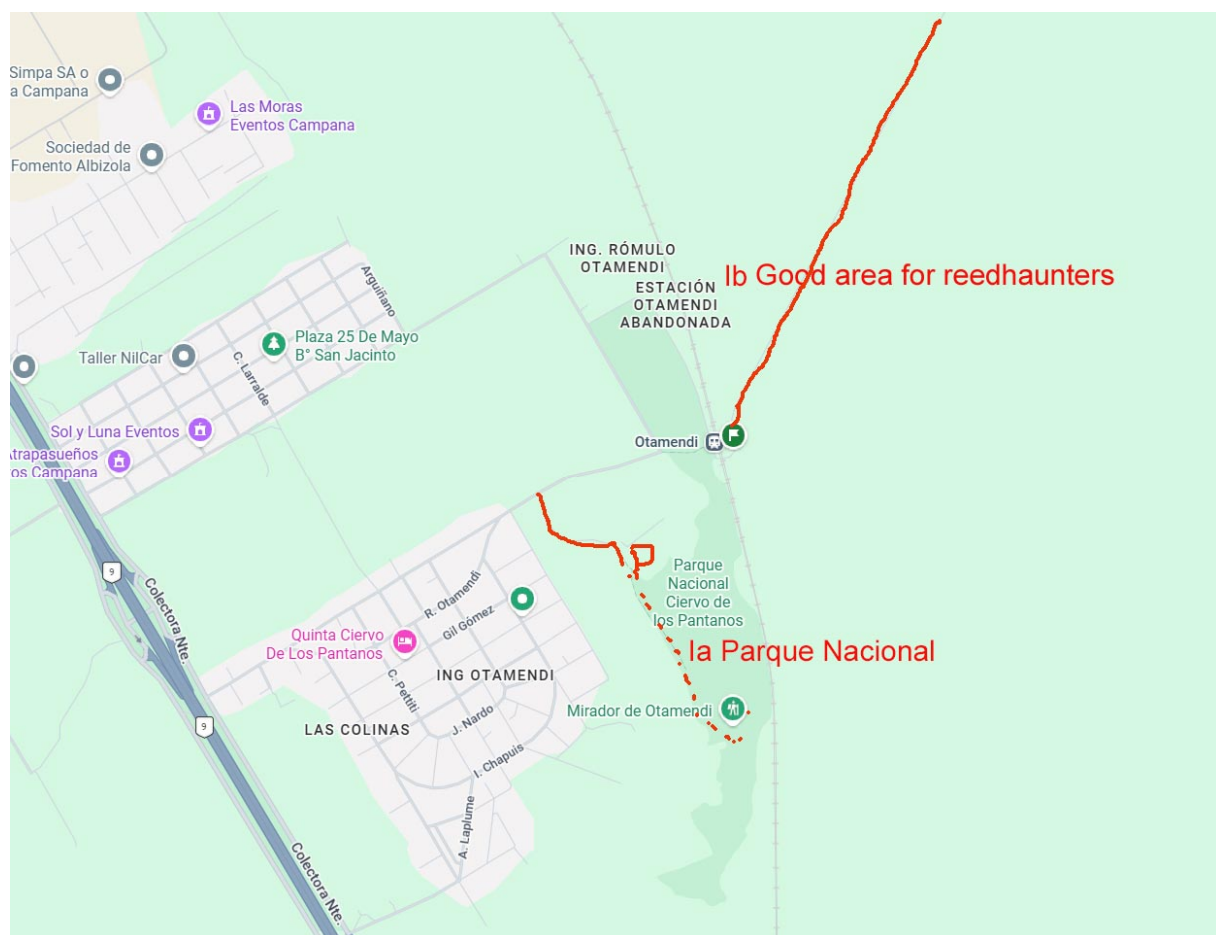 Simpa SA o
a Campana
Las Moras
Eventos Campana
Sociedad de
Fomento Albizola
ING. RÓMULO
OTAMENDI
ESTACIÓN
OTAMENDI
ABANDONADA
Ib Good area for reedhaunters
Arguiñano
Plaza 25 De Mayo
B° San Jacinto
Taller NilCar
C. Larralde
Sol y Luna Eventos
Atrapasueños
os Campana
Otamendi
9
Colectora Nte.
R. Otamendi
Gil Gómez
Parque
Nacional
Ciervo de
los Pantanos
Quinta Ciervo
De Los Pantanos
Ia Parque Nacional
ING OTAMENDI
C. Pettiti
Mirador de Otamendi
J. Nardo
LAS COLINAS
9
I. Chapuis
A. Laplume
Colectora Nte.